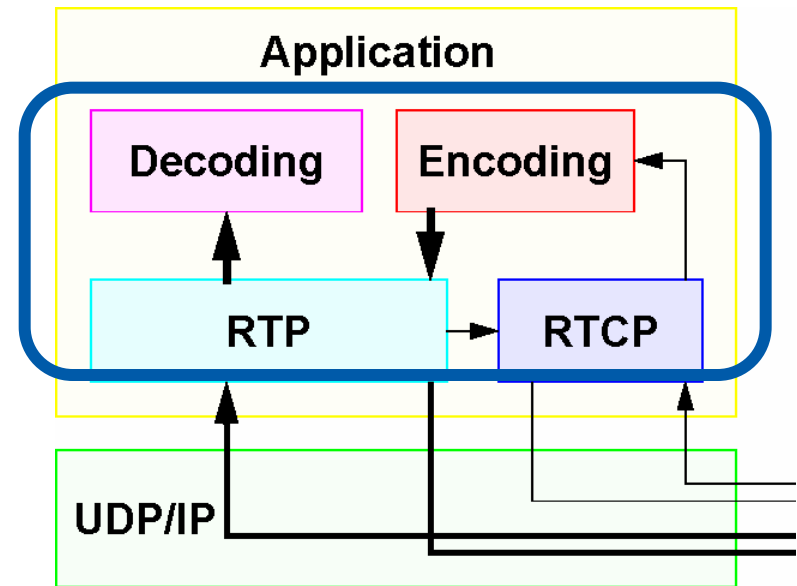 Application
Decoding
Encoding
RTP
RTCP
UDP/IP